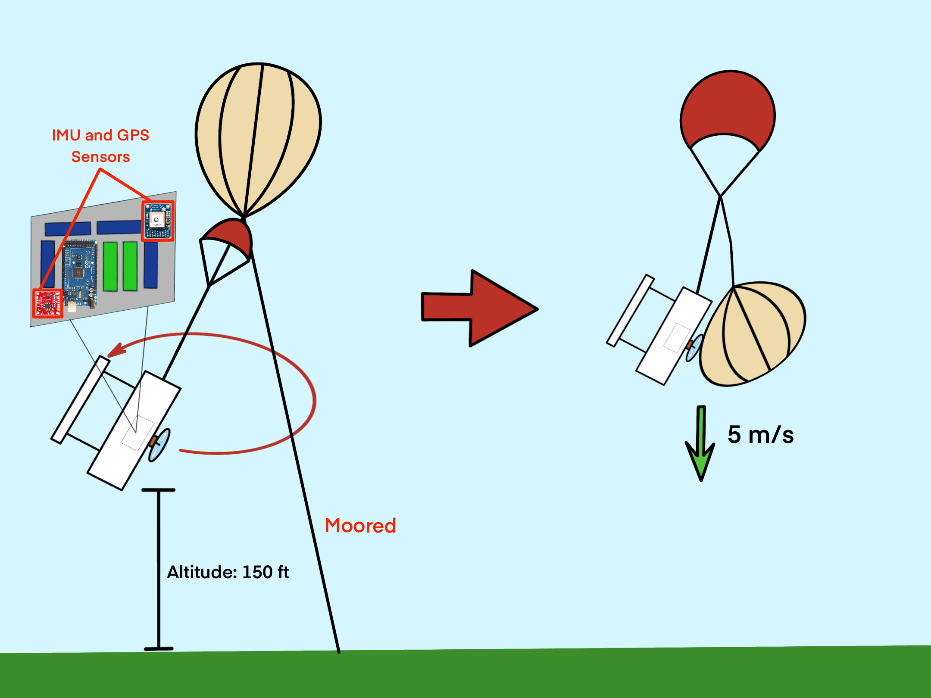 IMU and GPS
Sensors
5 m/s
Moored
Altitude: 150 ft